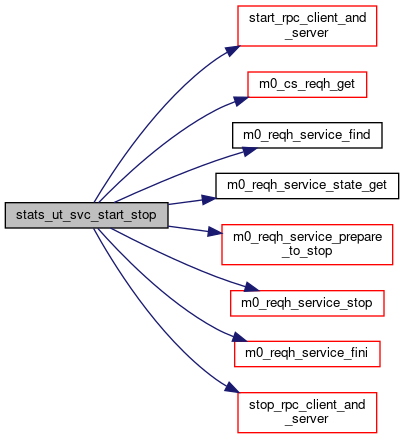 start_rpc_client_and
_server
m0_cs_reqh_get
m0_reqh_service_find
m0_reqh_service_state_get
stats_ut_svc_start_stop
m0_reqh_service_prepare
_to_stop
m0_reqh_service_stop
m0_reqh_service_fini
stop_rpc_client_and
_server